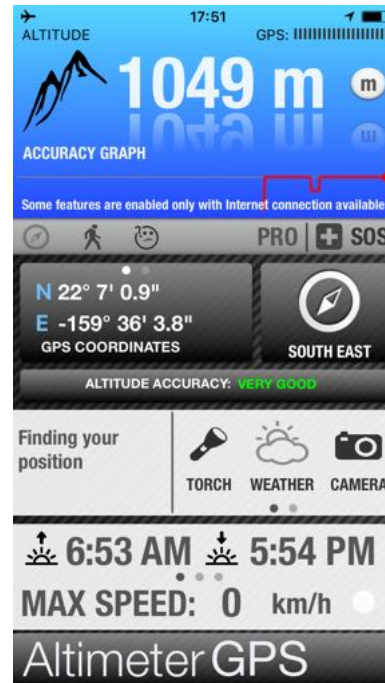 17:51
ALTITUDE
GPS:
1049 m
m
ACCURACY GRAPH
Some features are enabled only with Internet connection available
PRO | SOS
N 22° 7' 0.9"
E -159° 36' 3.8"
GPS COORDINATES
SOUTH EAST
ALTITUDE ACCURACY: VERY GOOD
Finding your
position
TORCH WEATHER CAMERA
6:53 AM 5:54 PM
MAX SPEED: 0 km/h
Altimeter GPS